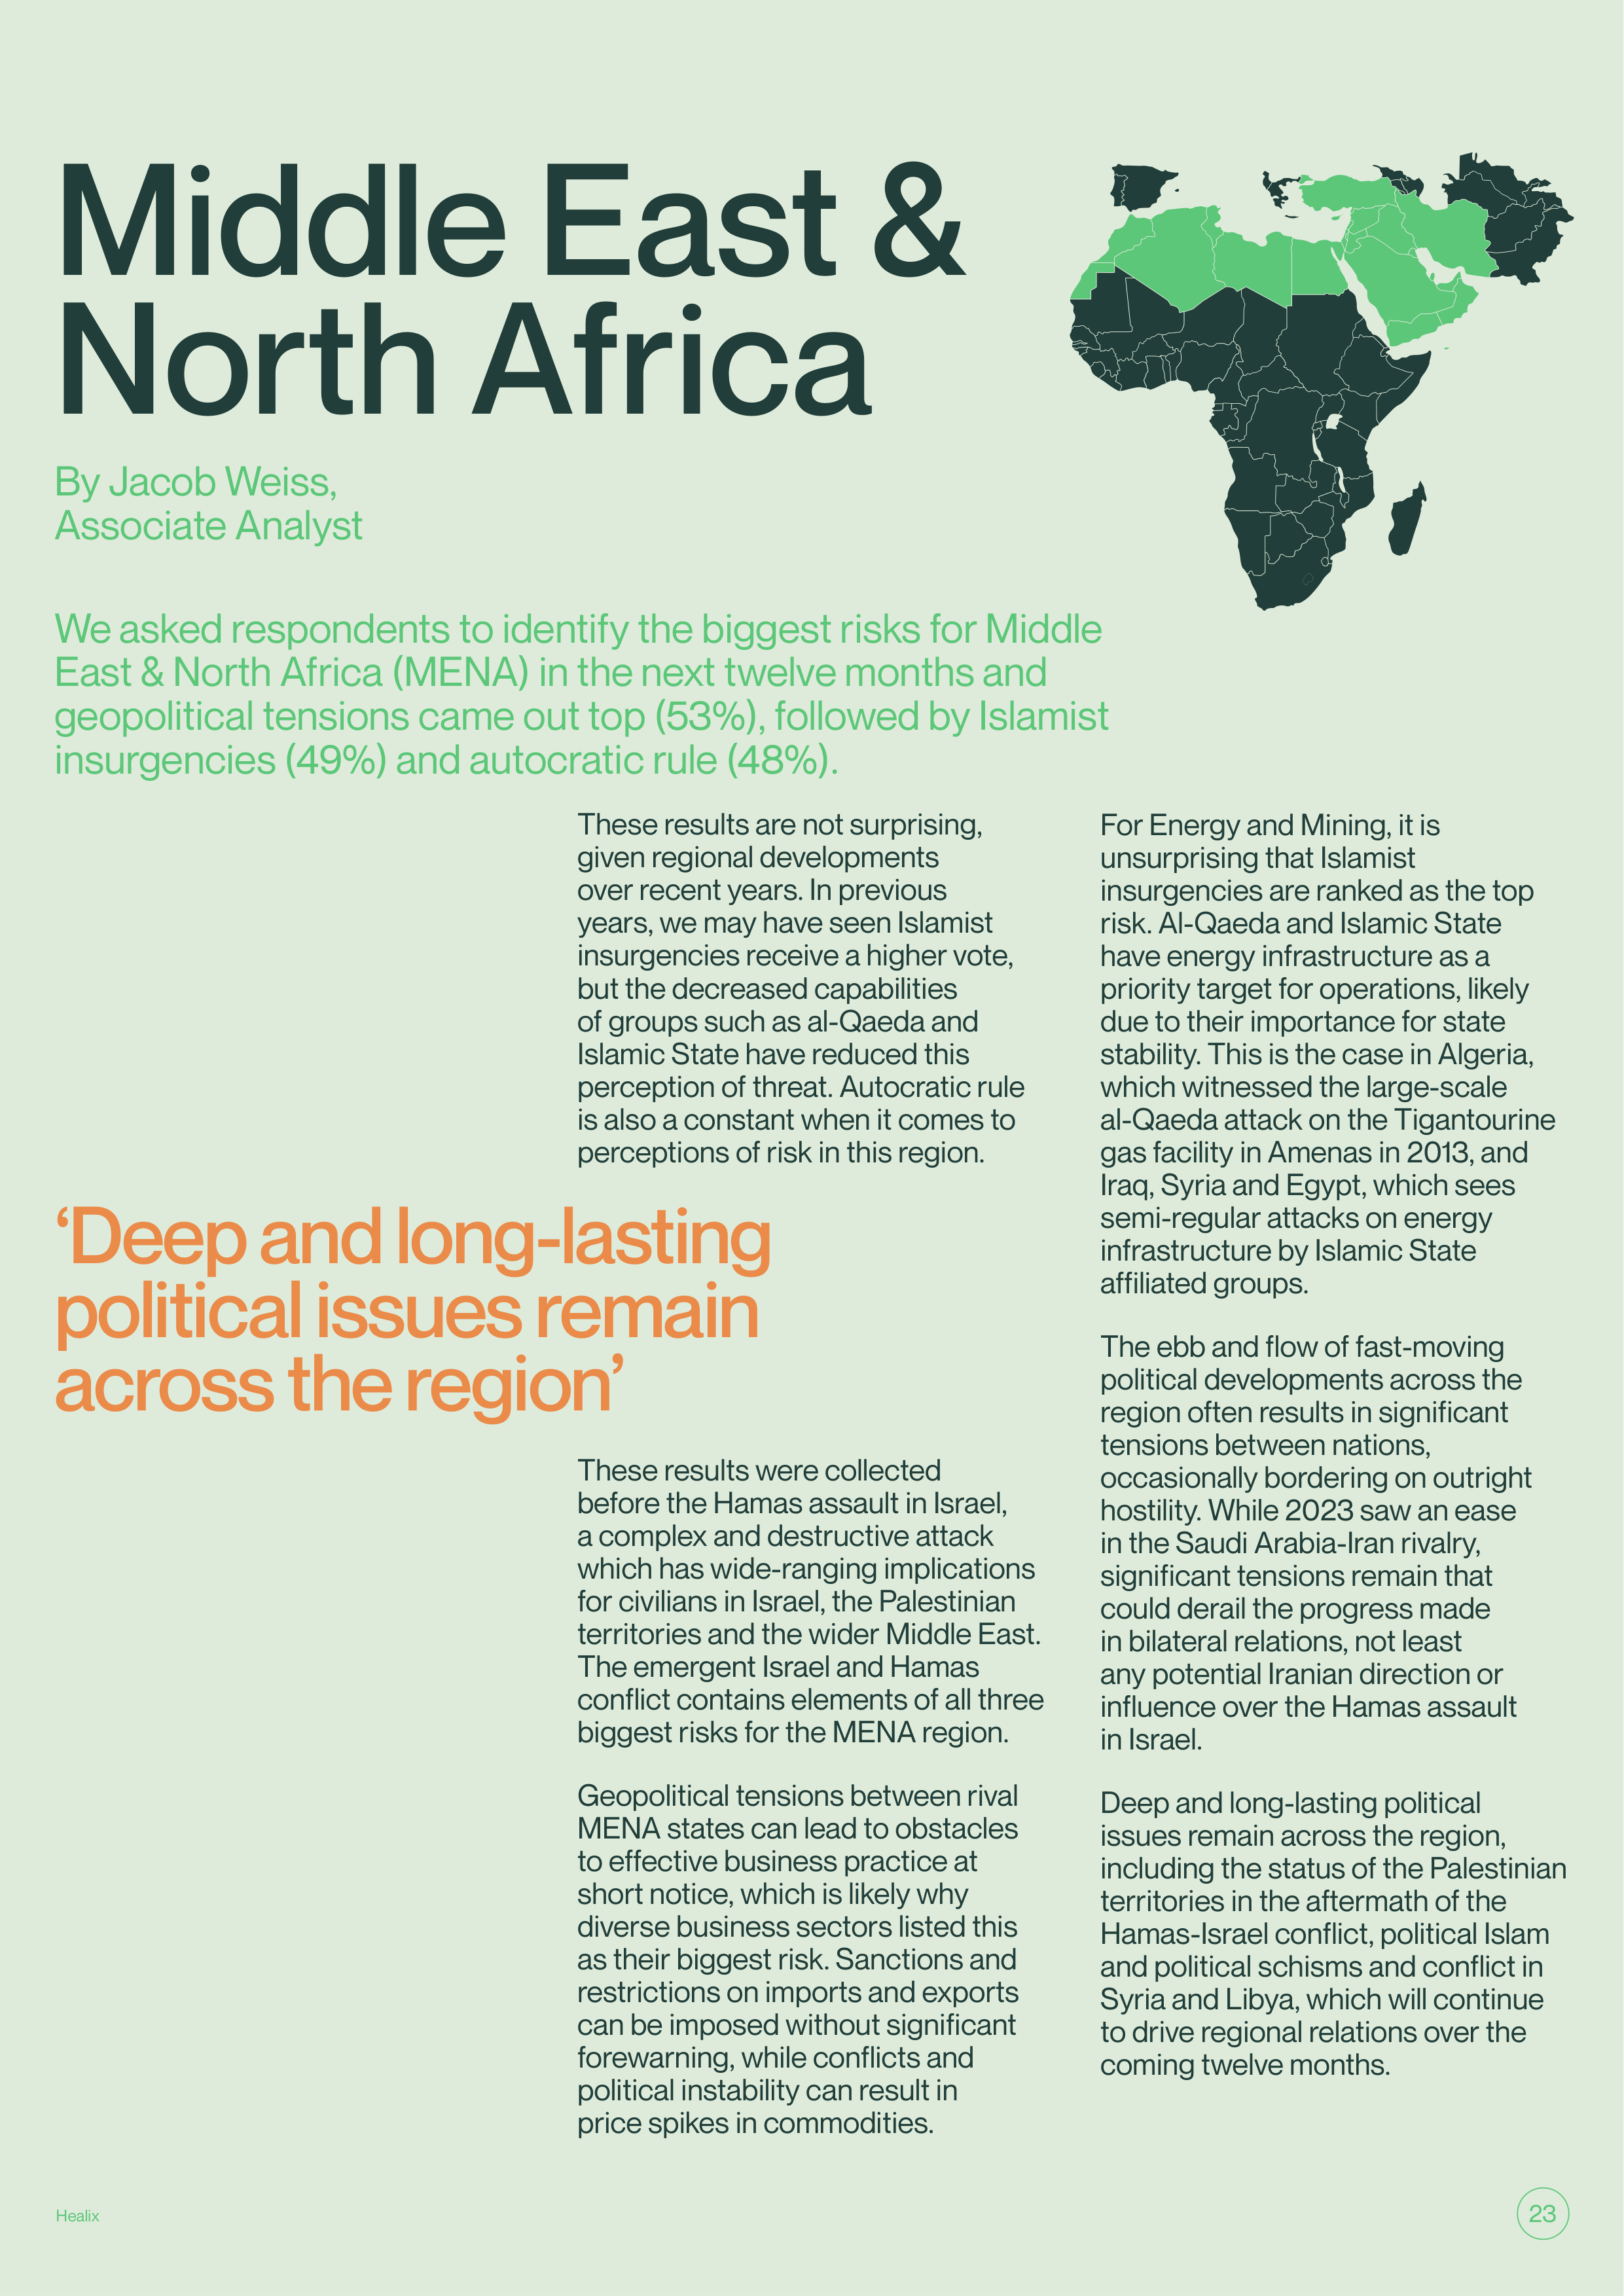 Middle East &
North Africa
By Jacob Weiss,
Associate Analyst
We asked respondents to identify the biggest risks for Middle
East & North Africa (MENA) in the next twelve months and
geopolitical tensions came out top (53%), followed by Islamist
insurgencies (49%) and autocratic rule (48%).
These results are not surprising,
given regional developments
over recent years. In previous
years, we may have seen Islamist
insurgencies receive a higher vote,
but the decreased capabilities
of groups such as al-Qaeda and
Islamic State have reduced this
perception of threat. Autocratic rule
is also a constant when it comes to
perceptions of risk in this region.
‘Deep and long-lasting
political issues remain
across the region’
These results were collected
before the Hamas assault in Israel,
a complex and destructive attack
which has wide-ranging implications
for civilians in Israel, the Palestinian
territories and the wider Middle East.
The emergent Israel and Hamas
conflict contains elements of all three
biggest risks for the MENA region.
Geopolitical tensions between rival
MENA states can lead to obstacles
to effective business practice at
short notice, which is likely why
diverse business sectors listed this
as their biggest risk. Sanctions and
restrictions on imports and exports
can be imposed without significant
forewarning, while conflicts and
political instability can result in
price spikes in commodities.
For Energy and Mining, it is
unsurprising that Islamist
insurgencies are ranked as the top
risk. Al-Qaeda and Islamic State
have energy infrastructure as a
priority target for operations, likely
due to their importance for state
stability. This is the case in Algeria,
which witnessed the large-scale
al-Qaeda attack on the Tigantourine
gas facility in Amenas in 2013, and
Iraq, Syria and Egypt, which sees
semi-regular attacks on energy
infrastructure by Islamic State
affiliated groups.
The ebb and flow of fast-moving
political developments across the
region often results in significant
tensions between nations,
occasionally bordering on outright
hostility. While 2023 saw an ease
in the Saudi Arabia-Iran rivalry,
significant tensions remain that
could derail the progress made
in bilateral relations, not least
any potential Iranian direction or
influence over the Hamas assault
in Israel.
Deep and long-lasting political
issues remain across the region,
including the status of the Palestinian
territories in the aftermath of the
Hamas-Israel conflict, political Islam
and political schisms and conflict in
Syria and Libya, which will continue
to drive regional relations over the
coming twelve months.
Healix
23